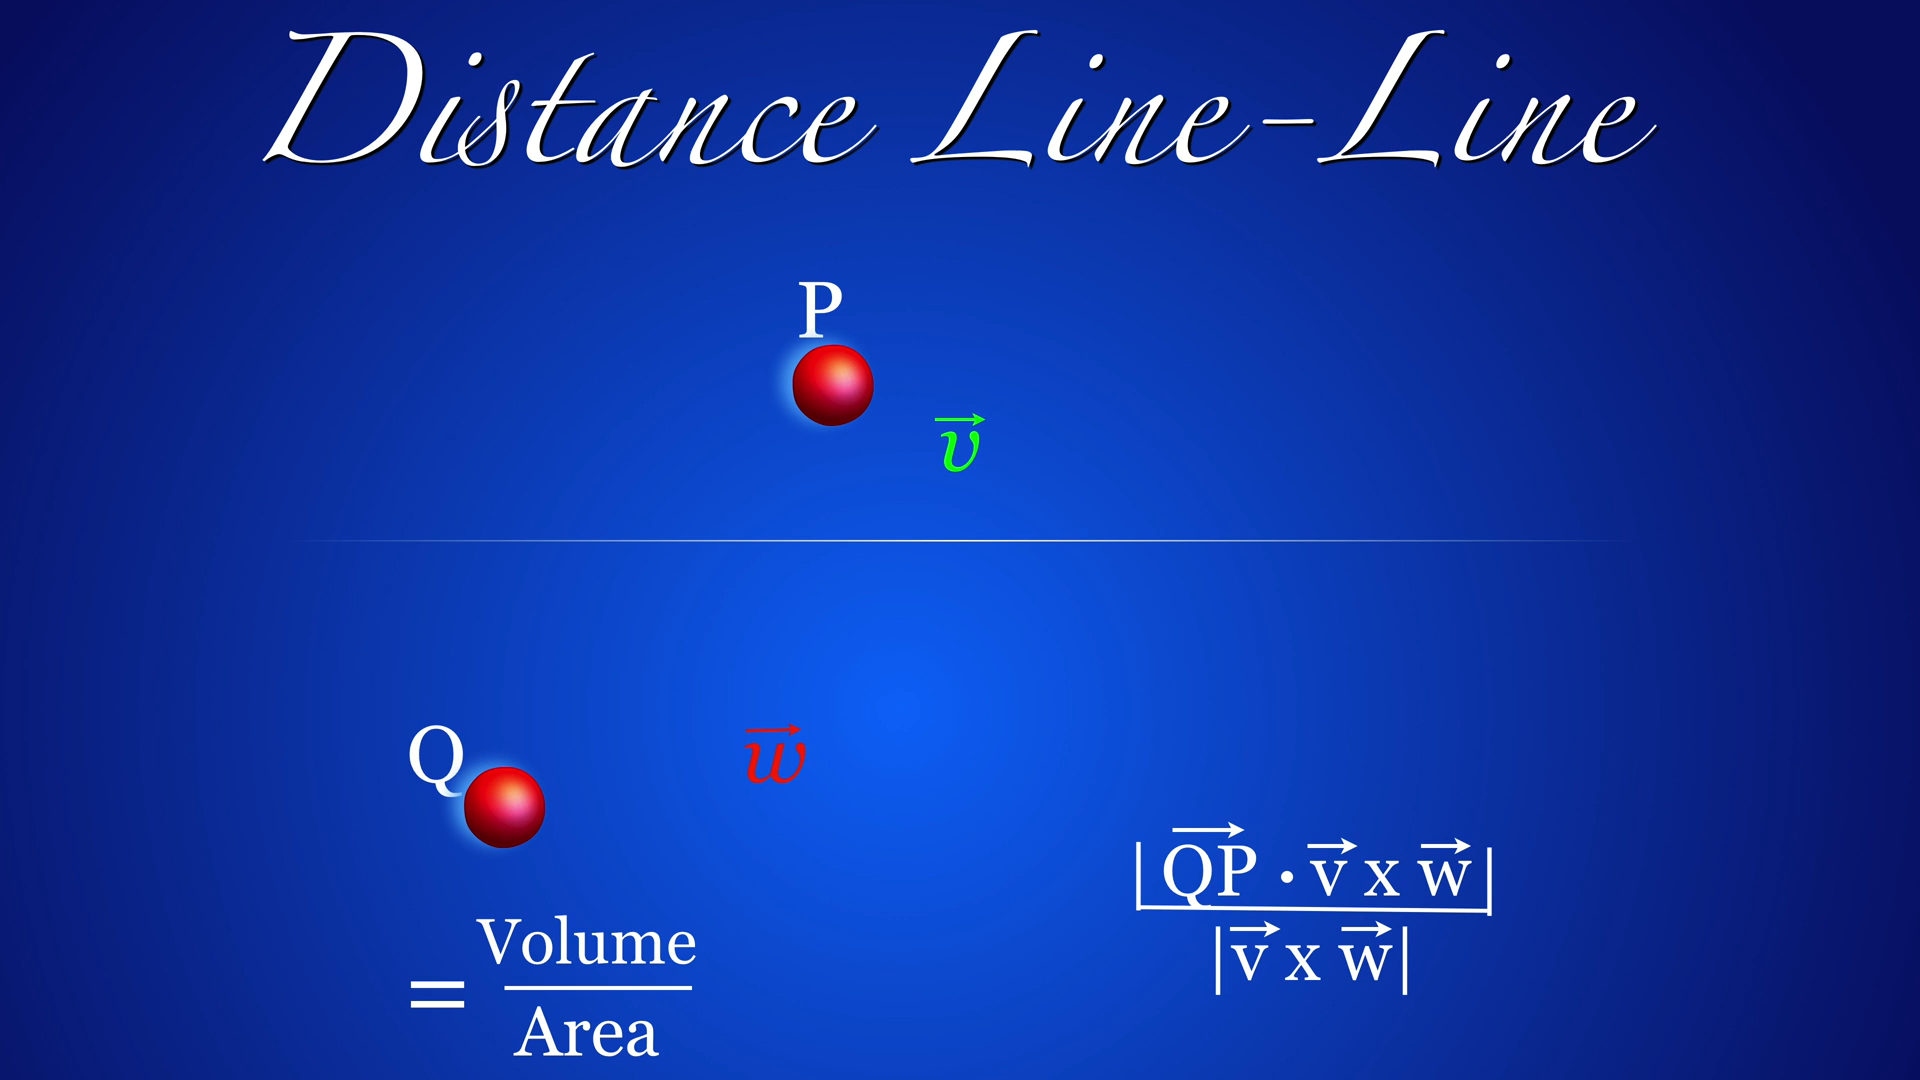 Distance Line-Line
P
v
Q
w
| QP · v x w |
|v x w|
= Volume
Area